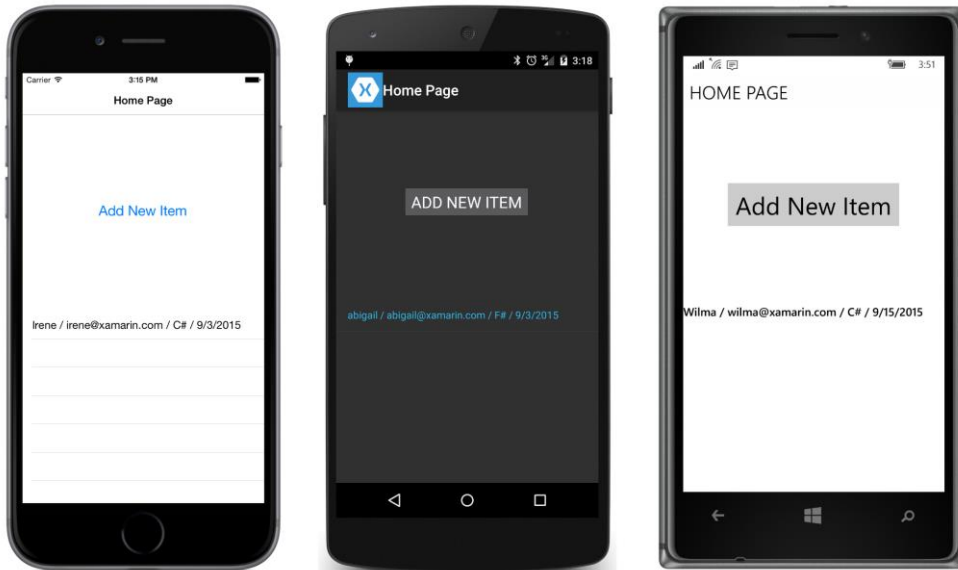 Carrier 3:15 PM
Home Page
Add New Item
Irene / irene@xamarin.com / C# / 9/3/2015
3:18
Home Page
ADD NEW ITEM
abigail / abigail@xamarin.com / F# / 9/3/2015
3:51
HOME PAGE
Add New Item
Wilma / wilma@xamarin.com / C# / 9/15/2015